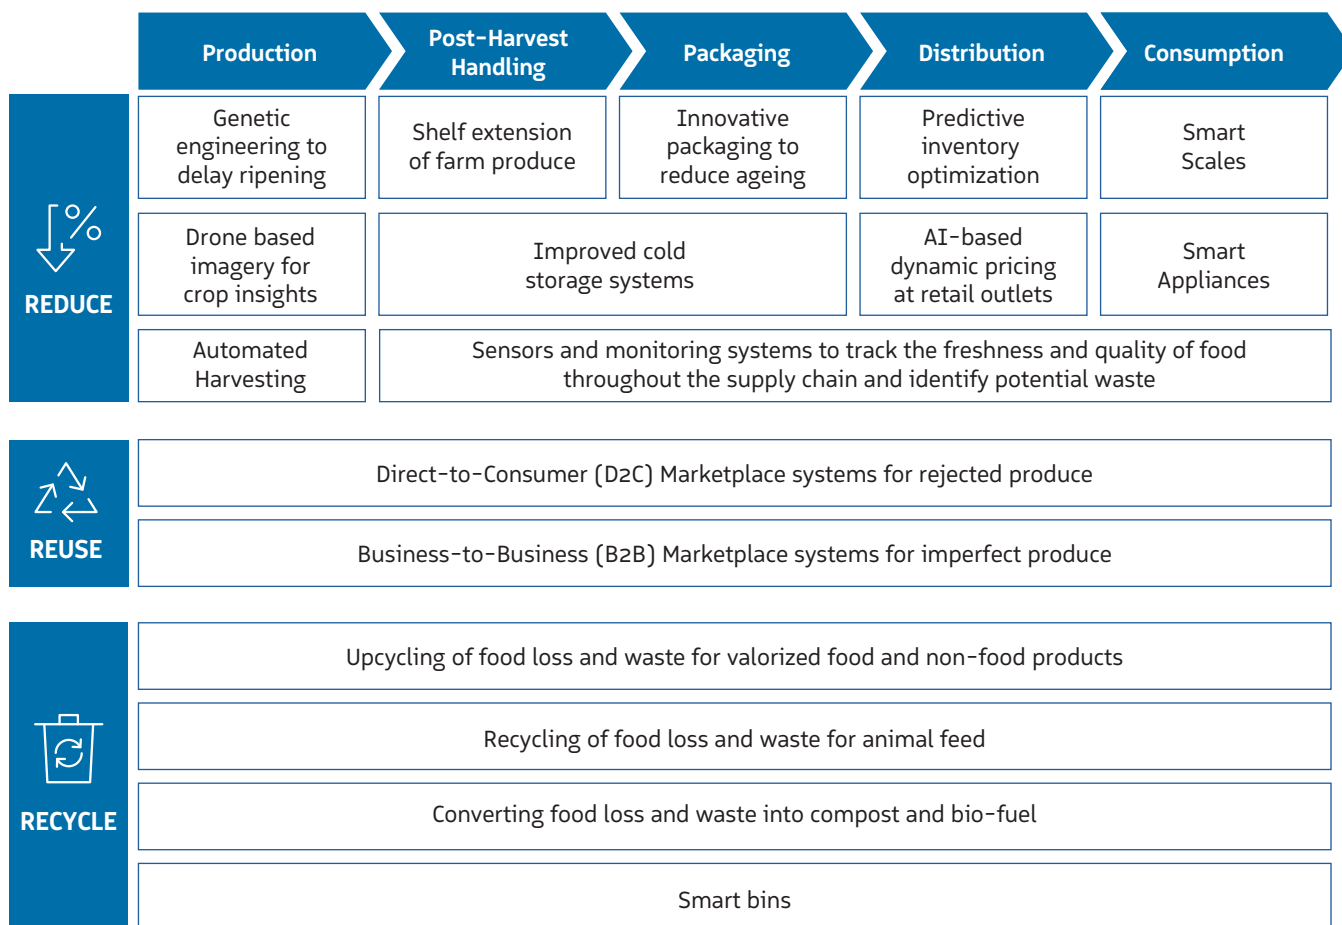 Production
Post-Harvest
Handling
Packaging
Distribution
Consumption
REDUCE
Genetic
engineering to
delay ripening
Shelf extension
of farm produce
Innovative
packaging to
reduce ageing
Predictive
inventory
optimization
Smart
Scales
Drone based
imagery for
crop insights
Improved cold
storage systems
AI-based
dynamic pricing
at retail outlets
Smart
Appliances
Automated
Harvesting
Sensors and monitoring systems to track the freshness and quality of food
throughout the supply chain and identify potential waste
REUSE
Direct-to-Consumer (D2C) Marketplace systems for rejected produce
Business-to-Business (B2B) Marketplace systems for imperfect produce
RECYCLE
Upcycling of food loss and waste for valorized food and non-food products
Recycling of food loss and waste for animal feed
Converting food loss and waste into compost and bio-fuel
Smart bins